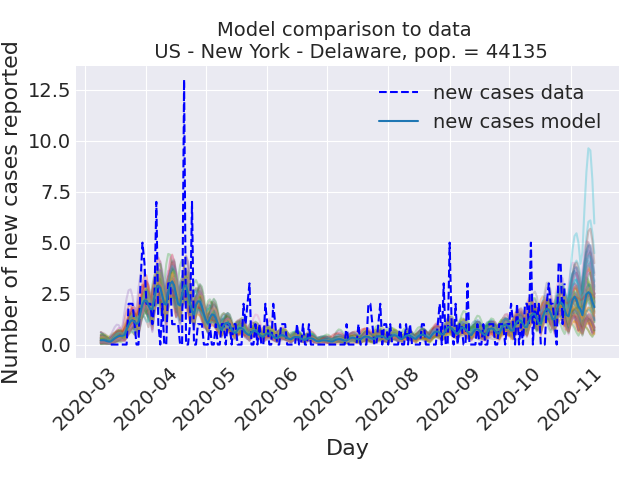 Model comparison to data
US - New York - Delaware, pop. = 44135
Number of new cases reported
12.5
10.0
7.5
5.0
2.5
0.0
new cases data
new cases model
2020-03
2020-04
2020-05
2020-06
2020-07
2020-08
2020-09
2020-10
2020-11
Day